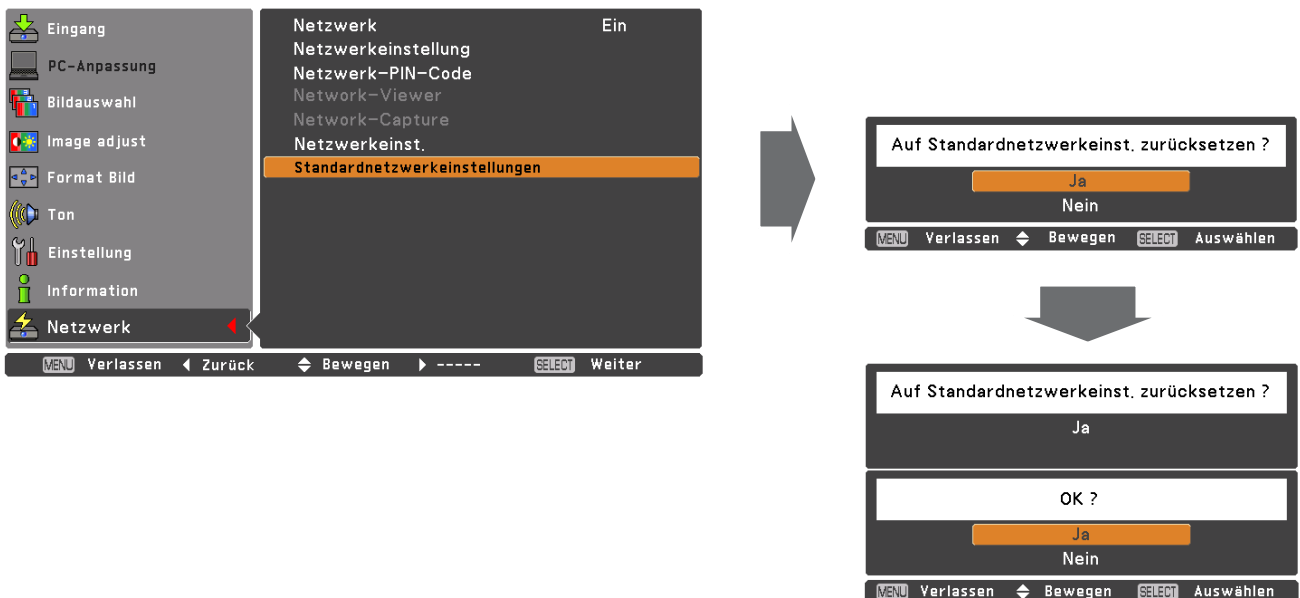 Eingang
PC-Anpassung
Bildauswahl
Image adjust
Format Bild
Ton
Einstellung
Information
Netzwerk
Netzwerk Ein
Netzwerkeinstellung
Netzwerk-PIN-Code
Network-Viewer
Network-Capture
Netzwerkeinst.
Standardnetzwerkeinstellungen
MENU Verlassen Zurück Bewegen ----- SELECT Weiter
Auf Standardnetzwerkeinst. zurücksetzen ?
Ja
Nein
MENU Verlassen Bewegen SELECT Auswählen
Auf Standardnetzwerkeinst. zurücksetzen ?
Ja
OK ?
Ja
Nein
MENU Verlassen Bewegen SELECT Auswählen